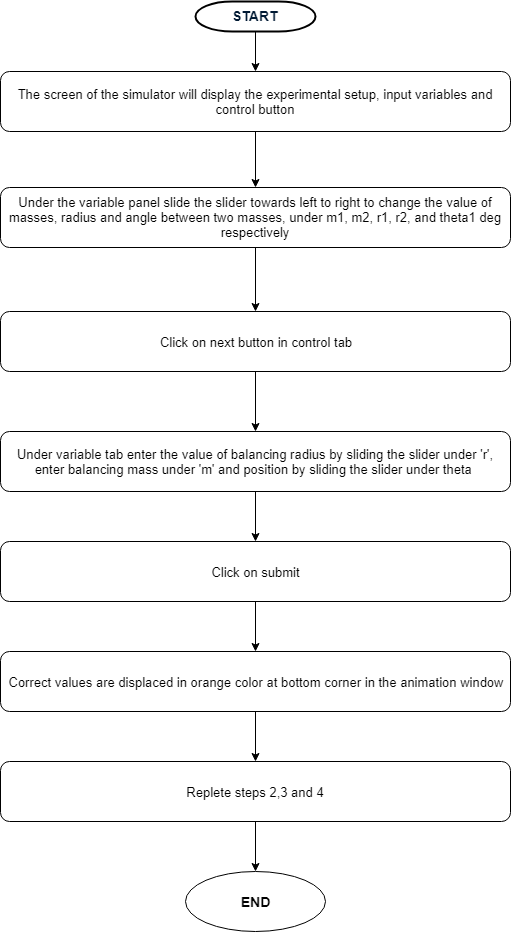 START
The screen of the simulator will display the experimental setup, input variables and
control button
Under the variable panel slide the slider towards left to right to change the value of
masses, radius and angle between two masses, under m1, m2, r1, r2, and theta1 deg
respectively
Click on next button in control tab
Under variable tab enter the value of balancing radius by sliding the slider under 'r',
enter balancing mass under 'm' and position by sliding the slider under theta
Click on submit
Correct values are displaced in orange color at bottom corner in the animation window
Replete steps 2,3 and 4
END